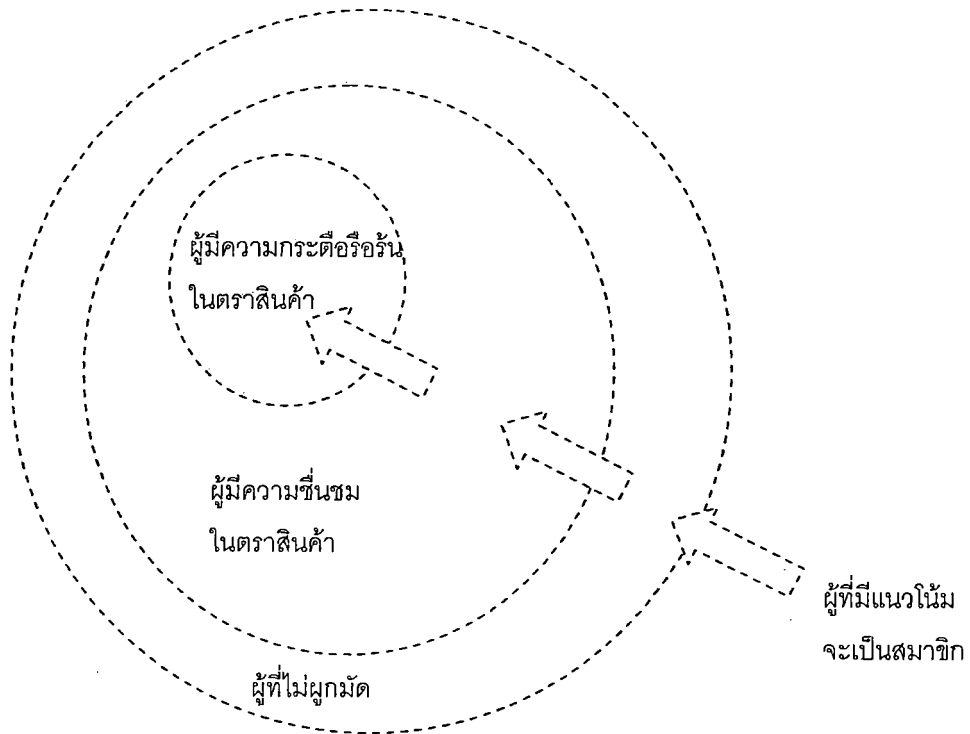 ผู้มีความกระตือรือร้น
ในตราสินค้า
ผู้มีความชื่นชม
ในตราสินค้า
ผู้ที่มีแนวโน้ม
จะเป็นสมาชิก
ผู้ที่ไม่ผูกมัด